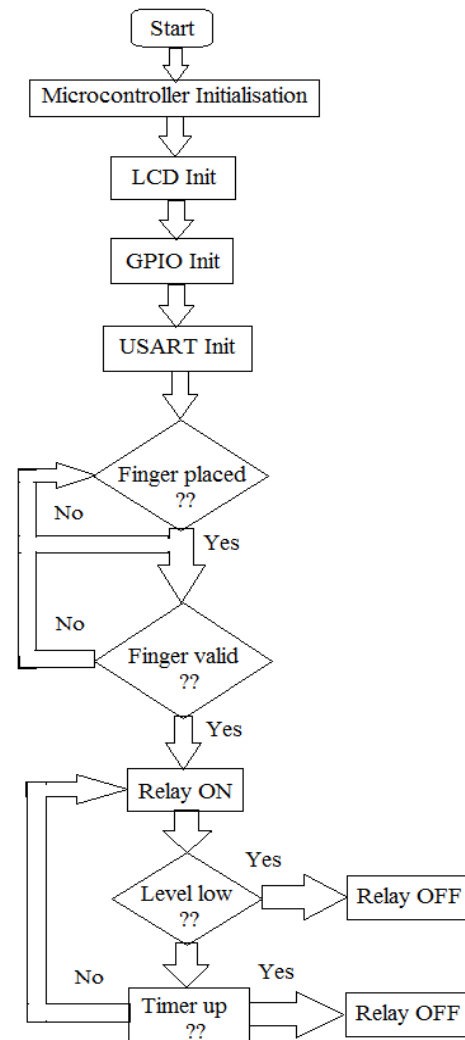 Start
Microcontroller Initialisation
LCD Init
GPIO Init
USART Init
Finger placed
??
No
Yes
No
Finger valid
??
Yes
Relay ON
Yes
Level low
??
Relay OFF
No
Yes
Timer up
??
Relay OFF